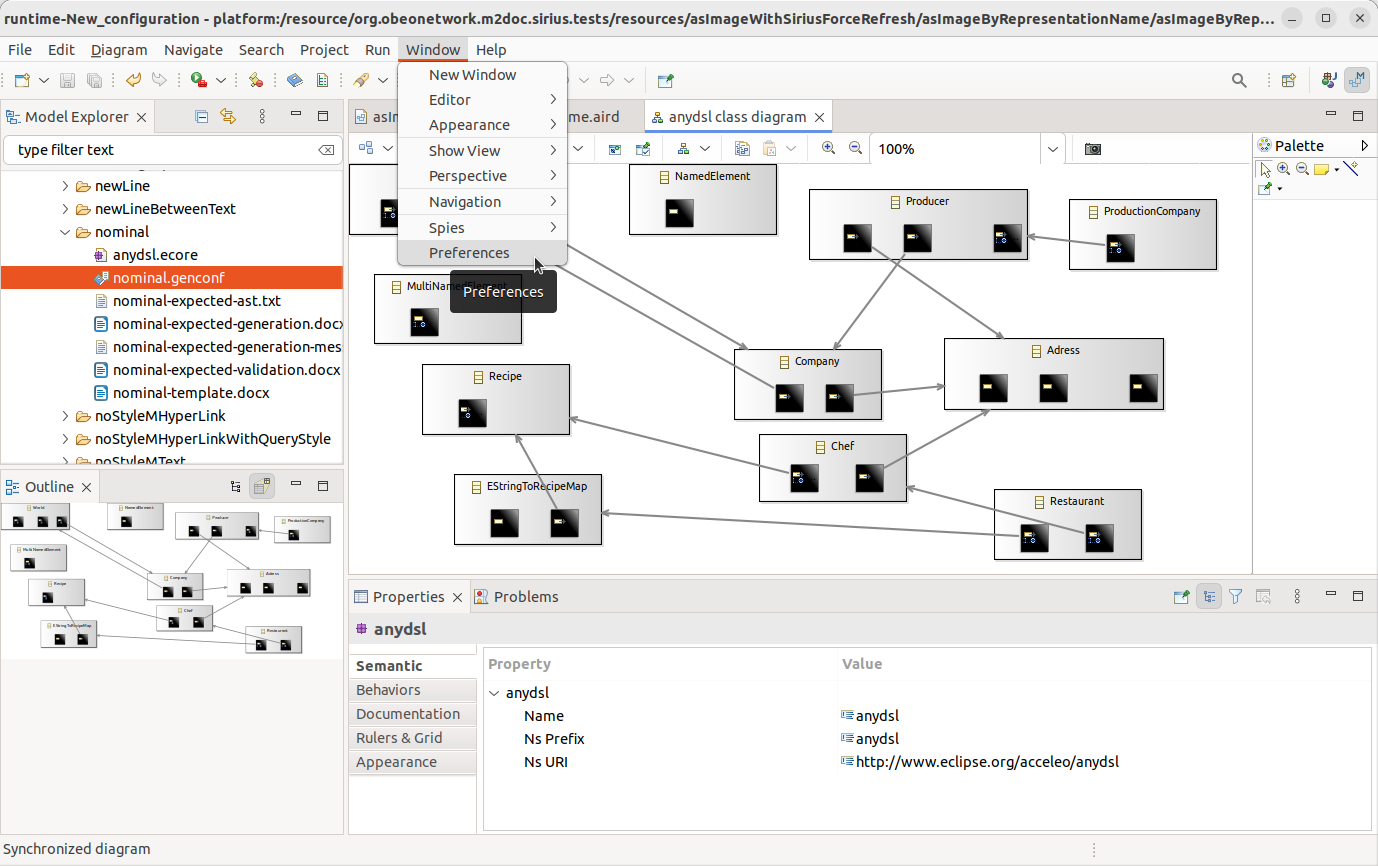 runtime-New_configuration - platform:/resource/org.obeonetwork.m2doc.sirius.tests/resources/asImageWithSiriusForceRefresh/asImageByRepresentationName/asImageByRep...
File Edit Diagram Navigate Search Project Run Window Help
New Window
Editor
Appearance
Show View
Perspective
Navigation
Spies
Preferences
Preferences
Model Explorer
type filter text
newLine
newLineBetweenText
nominal
anydsl.ecore
nominal.genconf
nominal-expected-ast.txt
nominal-expected-generation.docx
nominal-expected-generation-mes
nominal-expected-validation.docx
nominal-template.docx
noStyleMHyperLink
noStyleMHyperLinkWithQueryStyle
noStyleMText
Outline
World
NamedElement
Producer
ProductionCompany
MultiNamedElement
Recipe
Company
Adress
Chef
EStringToRecipeMap
Restaurant
me.aird
anydsl class diagram
100%
Palette
NamedElement
Producer
ProductionCompany
MultiNamedElement
Company
Adress
Recipe
Chef
EStringToRecipeMap
Restaurant
Properties
Problems
anydsl
Semantic
Behaviors
Documentation
Rulers & Grid
Appearance
Property Value
anydsl
Name anydsl
Ns Prefix anydsl
Ns URI http://www.eclipse.org/acceleo/anydsl
Synchronized diagram